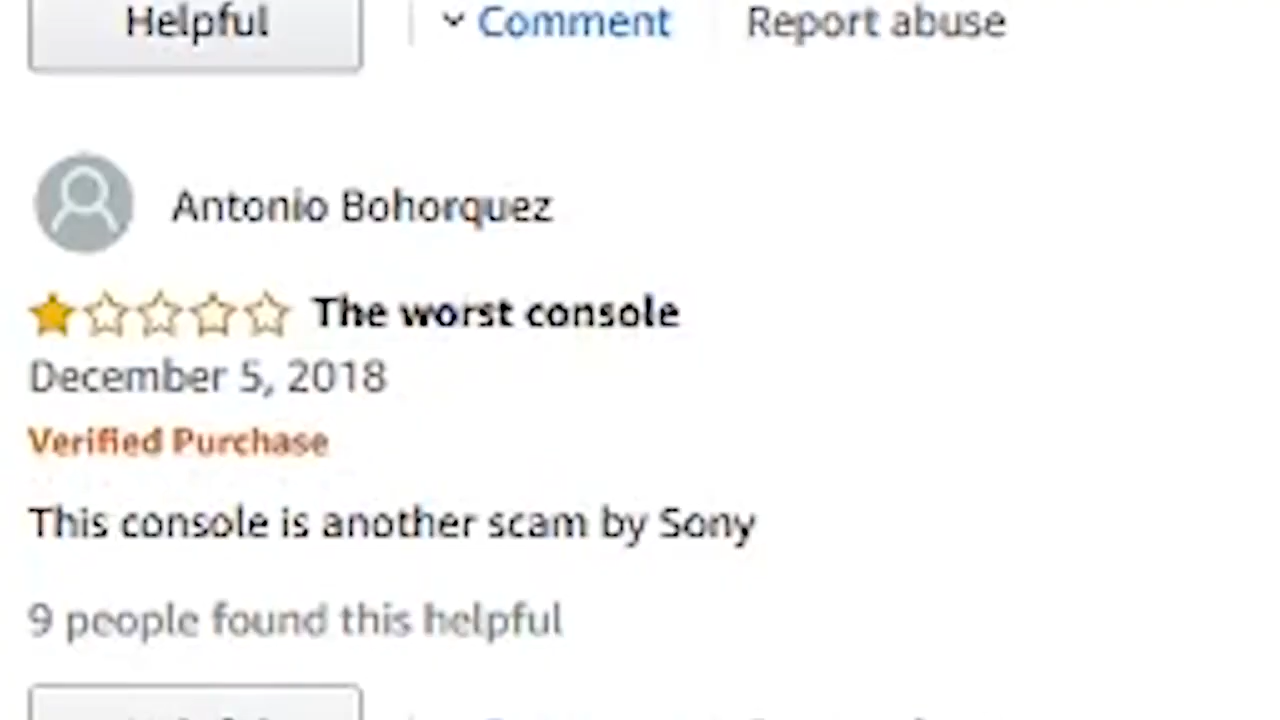 Helpful
Comment
Report abuse
Antonio Bohorquez
The worst console
December 5, 2018
Verified Purchase
This console is another scam by Sony
9 people found this helpful